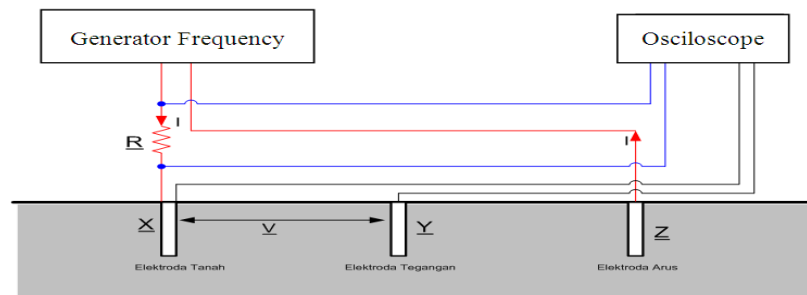 Generator Frequency
Osciloscope
I
R
I
X
V
Y
Z
Elektroda Tanah
Elektroda Tegangan
Elektroda Arus